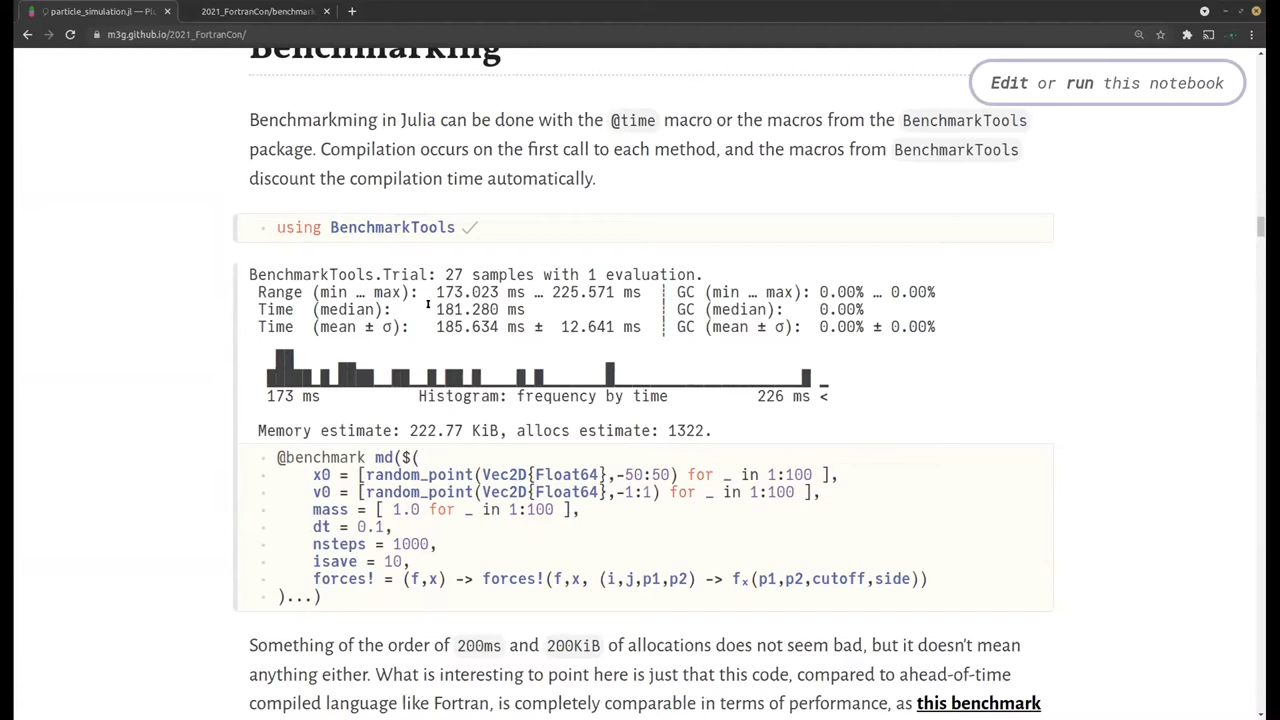 particle_simulation.jl — Pl
2021_FortranCon/benchmark
m3g.github.io/2021_FortranCon/
Benchmarking
Edit or run this notebook
Benchmarkming in Julia can be done with the @time macro or the macros from the BenchmarkTools
package. Compilation occurs on the first call to each method, and the macros from BenchmarkTools
discount the compilation time automatically.
using BenchmarkTools ✓
BenchmarkTools.Trial: 27 samples with 1 evaluation.
Range (min … max): 173.023 ms … 225.571 ms ┊ GC (min … max): 0.00% … 0.00%
Time (median): 181.280 ms ┊ GC (median): 0.00%
Time (mean ± σ): 185.634 ms ± 12.641 ms ┊ GC (mean ± σ): 0.00% ± 0.00%
173 ms Histogram: frequency by time 226 ms <
Memory estimate: 222.77 KiB, allocs estimate: 1322.
@benchmark md($(
x0 = [random_point(Vec2D{Float64},-50:50) for _ in 1:100 ],
v0 = [random_point(Vec2D{Float64},-1:1) for _ in 1:100 ],
mass = [ 1.0 for _ in 1:100 ],
dt = 0.1,
nsteps = 1000,
isave = 10,
forces! = (f,x) -> forces!(f,x, (i,j,p1,p2) -> fₓ(p1,p2,cutoff,side))
)...)
Something of the order of 200ms and 200KiB of allocations does not seem bad, but it doesn't mean
anything either. What is interesting to point here is just that this code, compared to ahead-of-time
compiled language like Fortran, is completely comparable in terms of performance, as this benchmark